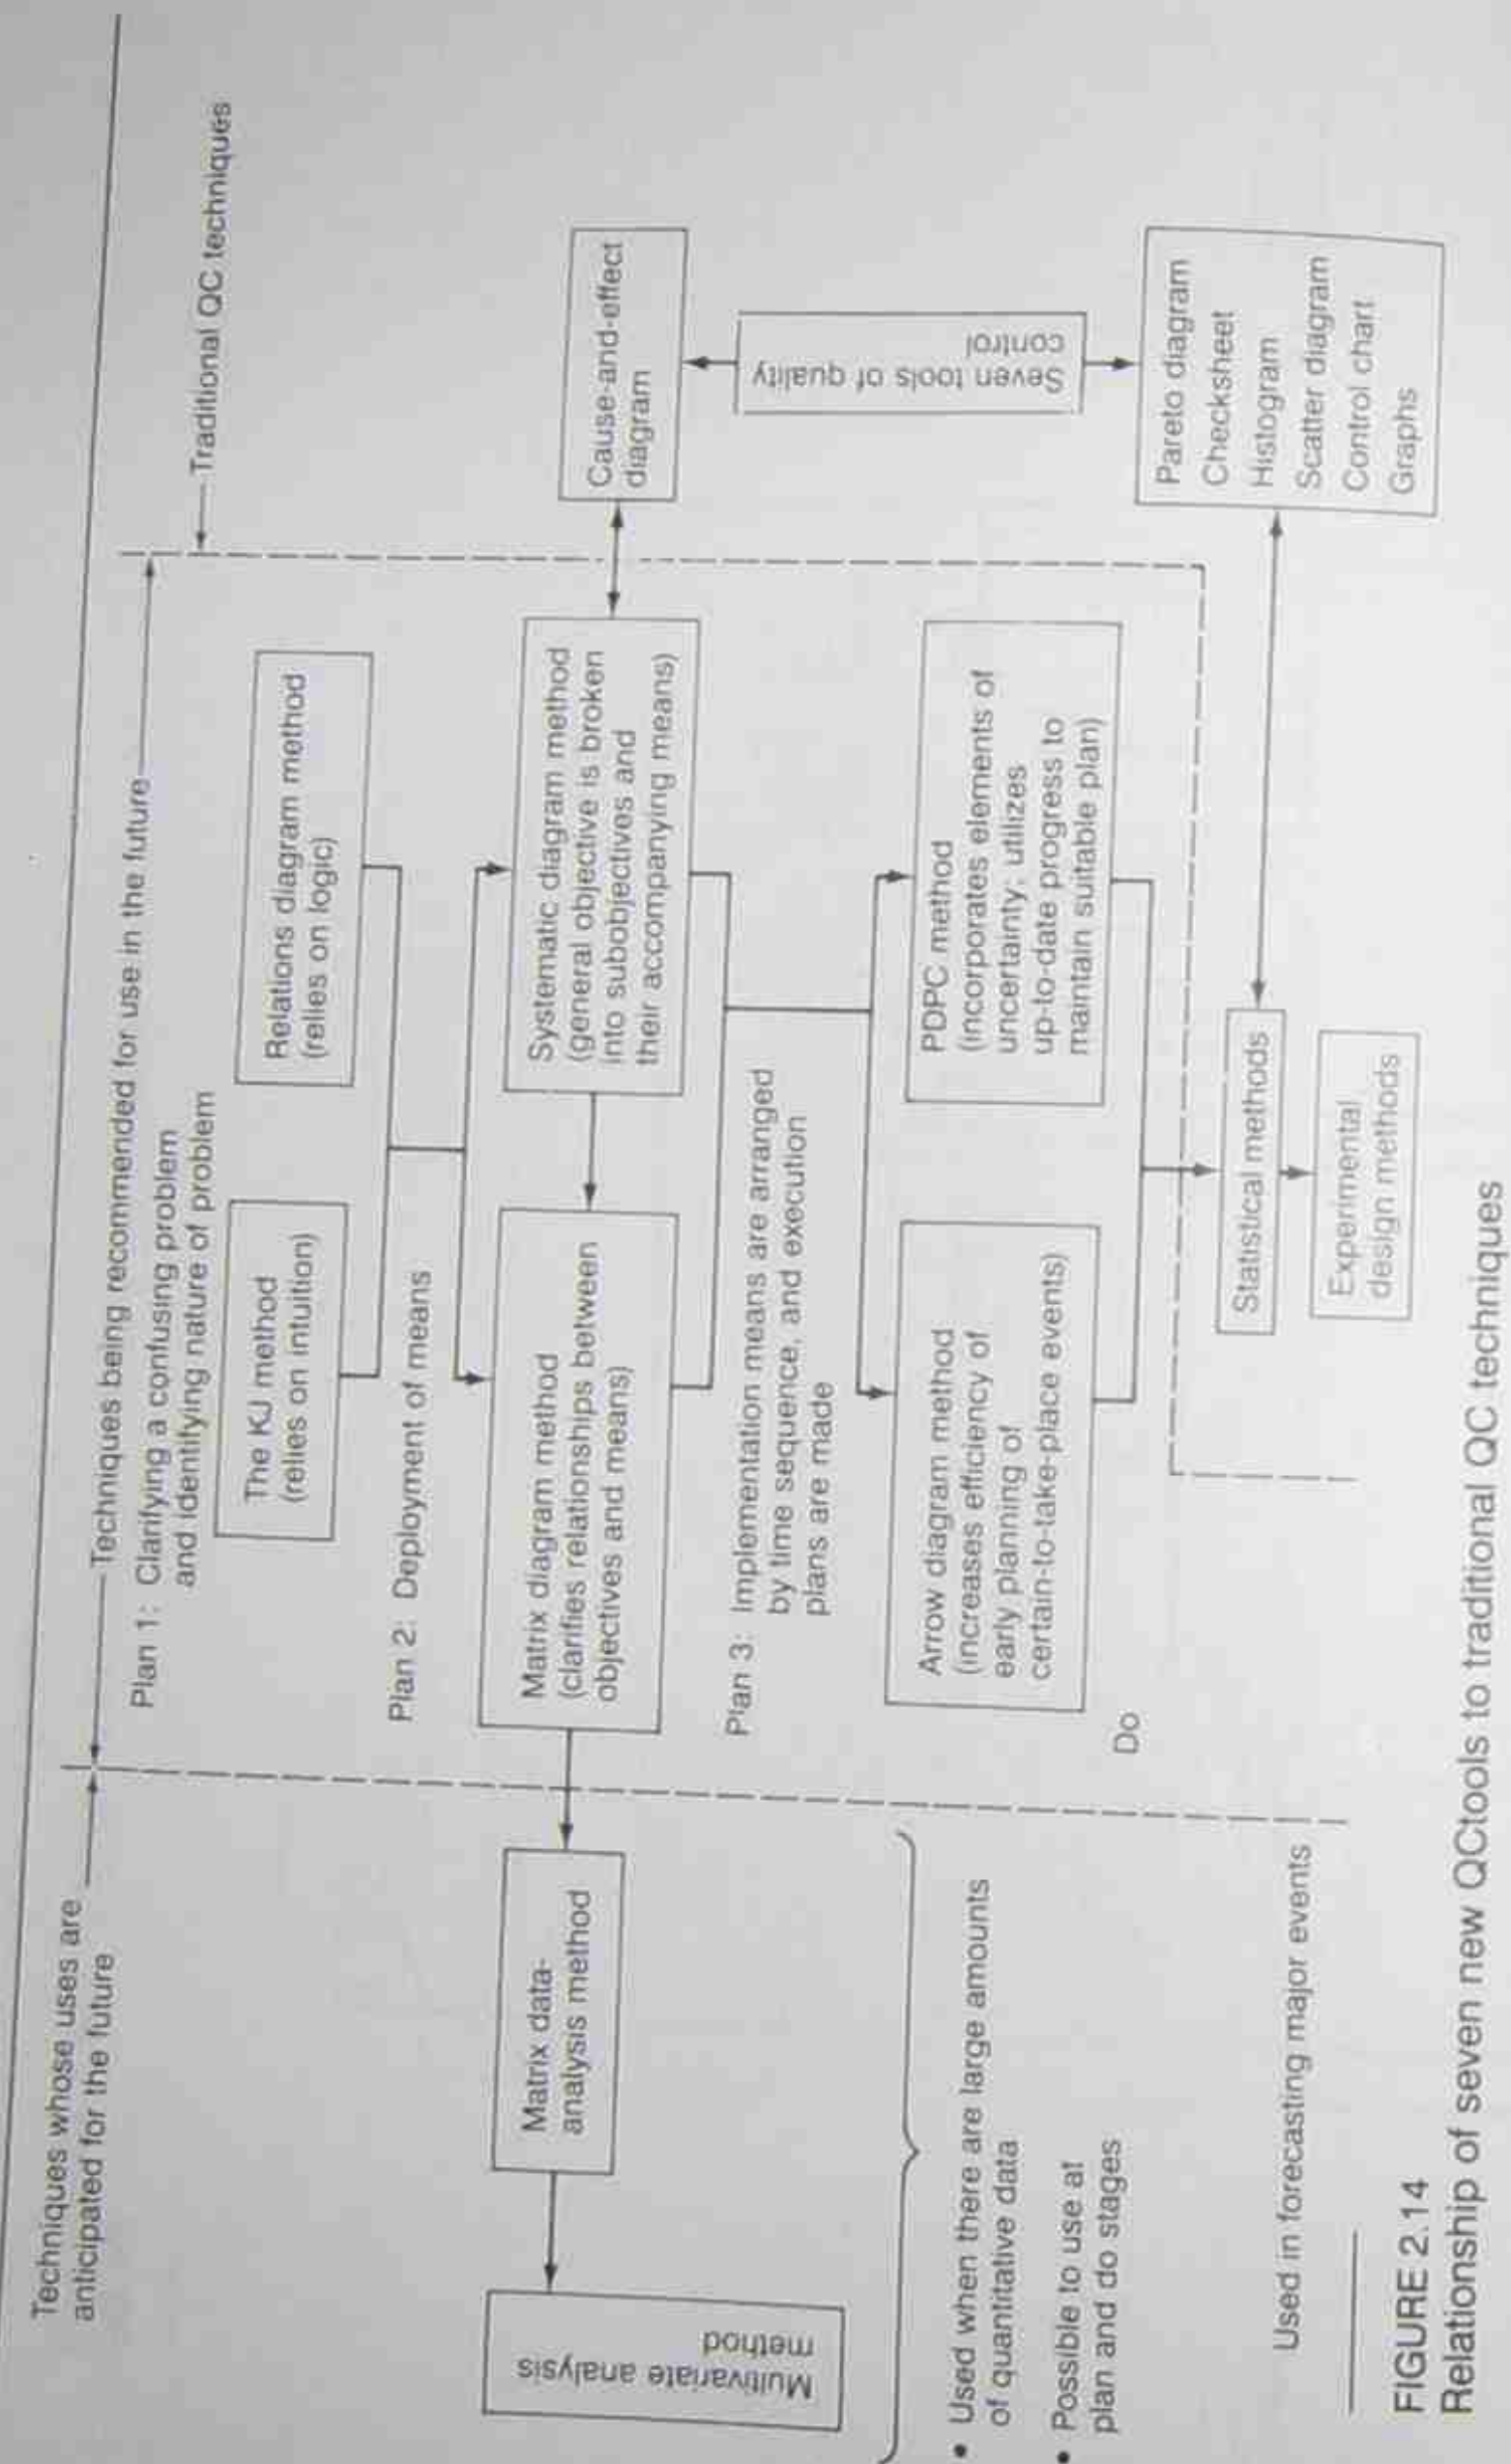 Techniques whose uses are
anticipated for the future
Techniques being recommended for use in the future
Traditional QC techniques
Plan 1: Clarifying a confusing problem
and identifying nature of problem
The KJ method
(relies on intuition)
Relations diagram method
(relies on logic)
Plan 2: Deployment of means
Multivariate analysis
method
Matrix data-
analysis method
Matrix diagram method
(clarifies relationships between
objectives and means)
Systematic diagram method
(general objective is broken
into subobjectives and
their accompanying means)
Cause-and-effect
diagram
Seven tools of quality
control
Plan 3: Implementation means are arranged
by time sequence, and execution
plans are made
Arrow diagram method
(increases efficiency of
early planning of
certain-to-take-place events)
PDPC method
(incorporates elements of
uncertainty; utilizes
up-to-date progress to
maintain suitable plan)
• Used when there are large amounts
of quantitative data
• Possible to use at
plan and do stages
Do
Pareto diagram
Checksheet
Histogram
Scatter diagram
Control chart
Graphs
Statistical methods
Experimental
design methods
Used in forecasting major events
FIGURE 2.14
Relationship of seven new QCtools to traditional QC techniques